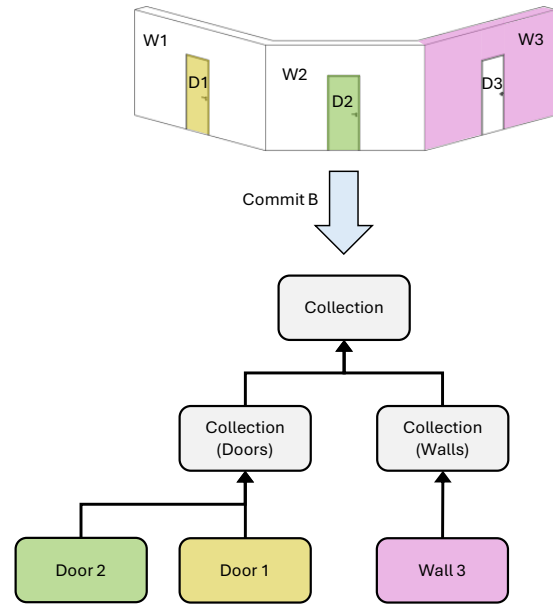 W1
W3
W2
D1
D2
D3
Commit B
Collection
Collection
(Doors)
Collection
(Walls)
Door 2
Door 1
Wall 3